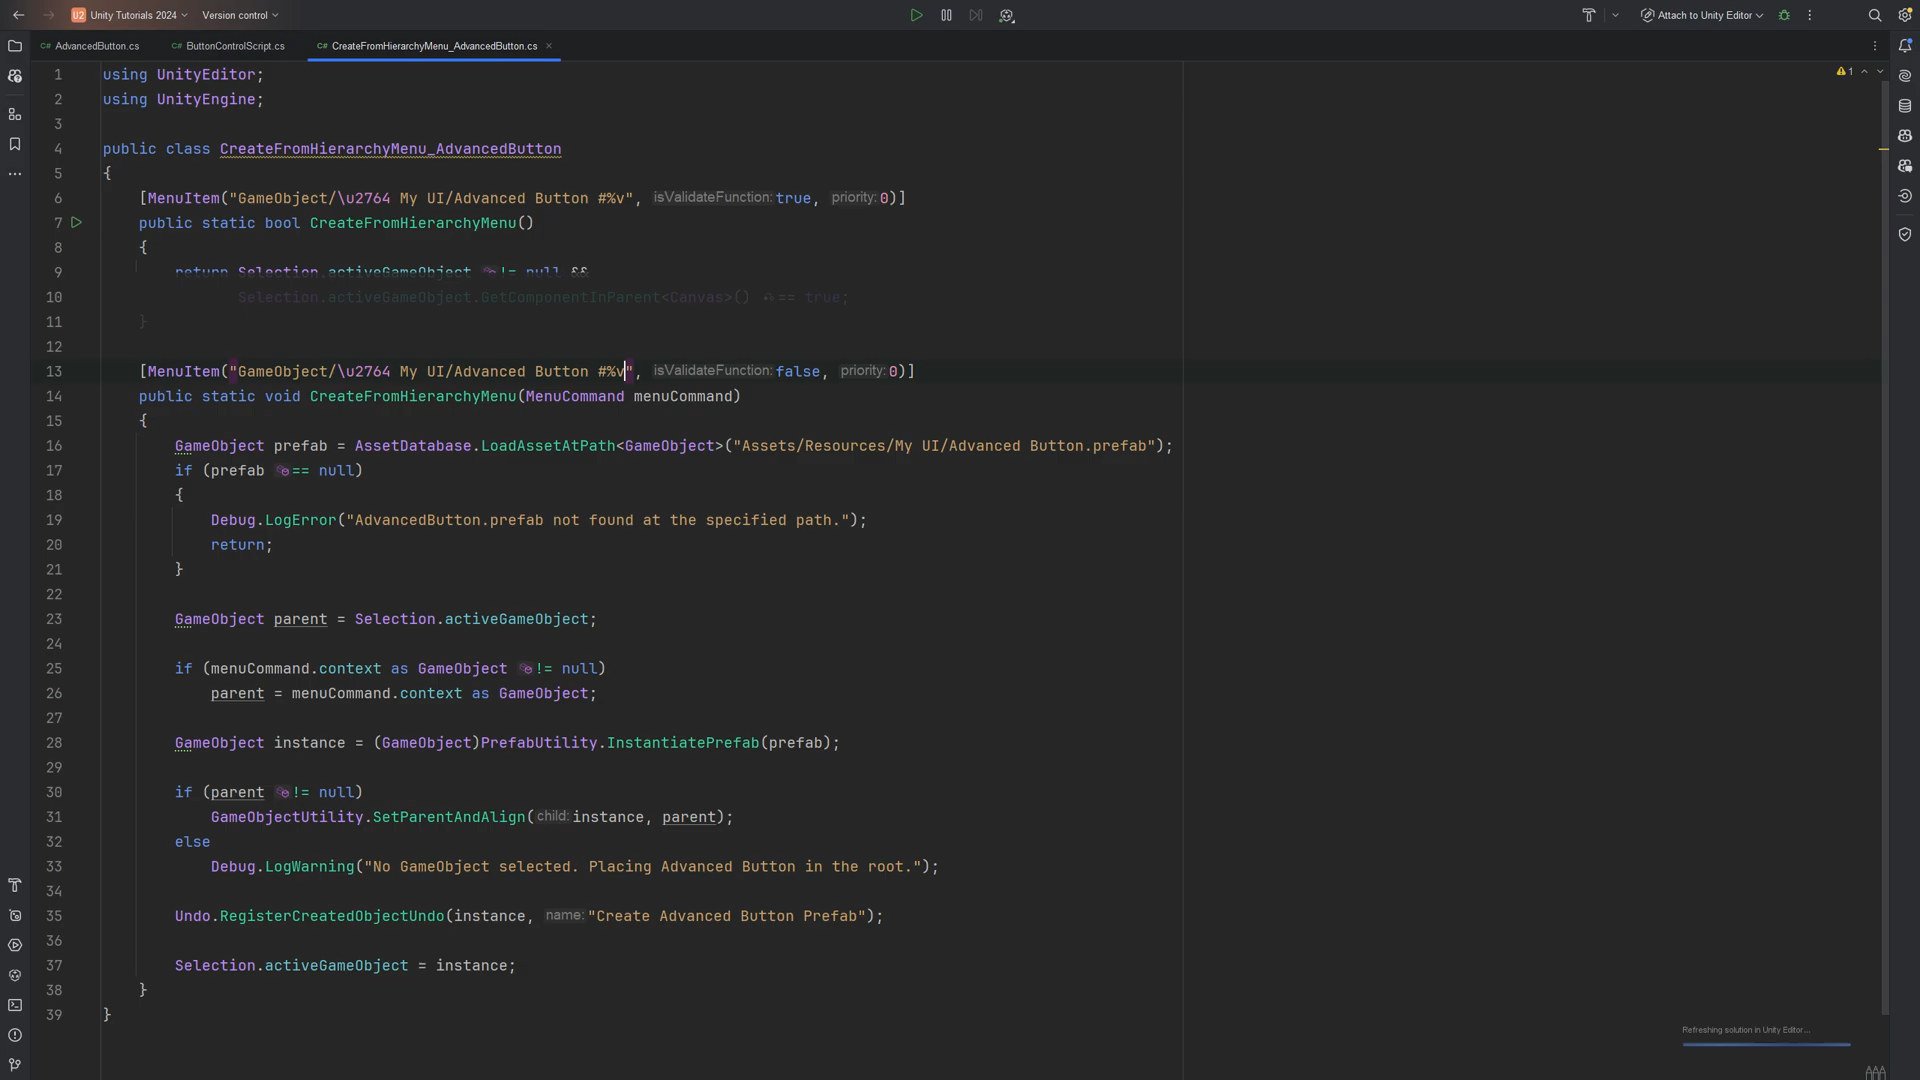 U2 Unity Tutorials 2024 Version control Attach to Unity Editor
C# AdvancedButton.cs C# ButtonControlScript.cs C# CreateFromHierarchyMenu_AdvancedButton.cs
1 using UnityEditor; 1
2 using UnityEngine;
3
4 public class CreateFromHierarchyMenu_AdvancedButton
5 {
6 [MenuItem("GameObject/\u2764 My UI/Advanced Button #%v", isValidateFunction: true, priority: 0)]
7 public static bool CreateFromHierarchyMenu()
8 {
9 return Selection.activeGameObject != null &&
10 Selection.activeGameObject.GetComponentInParent<Canvas>() == true;
11 }
12
13 [MenuItem("GameObject/\u2764 My UI/Advanced Button #%v", isValidateFunction: false, priority: 0)]
14 public static void CreateFromHierarchyMenu(MenuCommand menuCommand)
15 {
16 GameObject prefab = AssetDatabase.LoadAssetAtPath<GameObject>("Assets/Resources/My UI/Advanced Button.prefab");
17 if (prefab == null)
18 {
19 Debug.LogError("AdvancedButton.prefab not found at the specified path.");
20 return;
21 }
22
23 GameObject parent = Selection.activeGameObject;
24
25 if (menuCommand.context as GameObject != null)
26 parent = menuCommand.context as GameObject;
27
28 GameObject instance = (GameObject)PrefabUtility.InstantiatePrefab(prefab);
29
30 if (parent != null)
31 GameObjectUtility.SetParentAndAlign( child: instance, parent);
32 else
33 Debug.LogWarning("No GameObject selected. Placing Advanced Button in the root.");
34
35 Undo.RegisterCreatedObjectUndo(instance, name: "Create Advanced Button Prefab");
36
37 Selection.activeGameObject = instance;
38 }
39 }
Refreshing solution in Unity Editor...